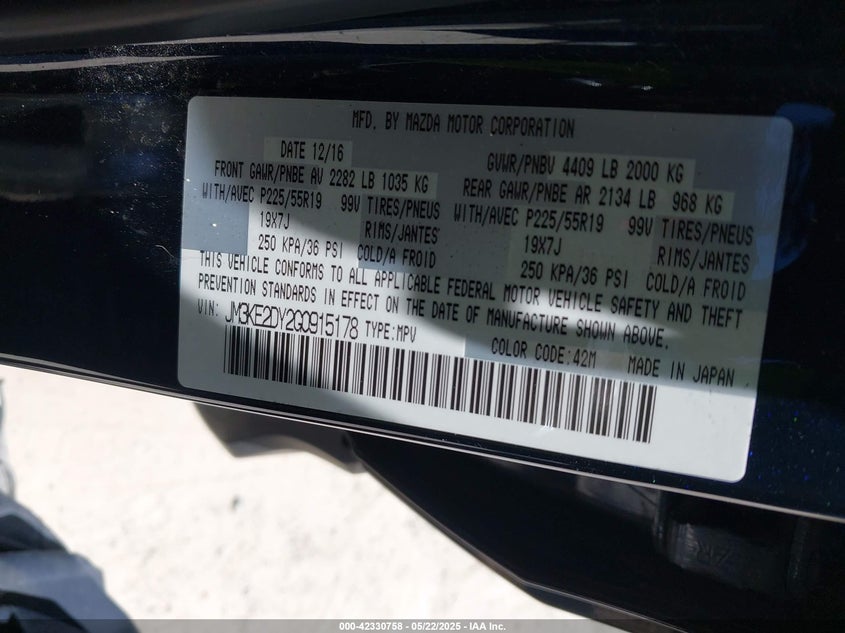 MFD. BY MAZDA MOTOR CORPORATION
DATE 12/16 GVWR/PNBV 4409 LB 2000 KG
FRONT GAWR/PNBE AV 2282 LB 1035 KG REAR GAWR/PNBE AR 2134 LB 968 KG
WITH/AVEC P225/55R19 99V TIRES/PNEUS WITH/AVEC P225/55R19 99V TIRES/PNEUS
19X7J RIMS/JANTES 19X7J RIMS/JANTES
250 KPA/36 PSI COLD/A FROID 250 KPA/36 PSI COLD/A FROID
THIS VEHICLE CONFORMS TO ALL APPLICABLE FEDERAL MOTOR VEHICLE SAFETY AND THEFT
PREVENTION STANDARDS IN EFFECT ON THE DATE OF MANUFACTURE SHOWN ABOVE.
VIN: JM3KE2DY2G0915178 TYPE:MPV
COLOR CODE:42M MADE IN JAPAN
000-42330758 - 05/22/2025 - IAA Inc.